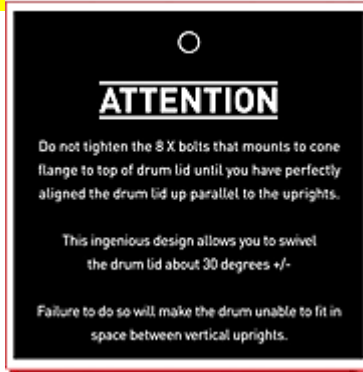 ATTENTION
Do not tighten the 8 X bolts that mounts to cone
flange to top of drum lid until you have perfectly
aligned the drum lid up parallel to the uprights.
This ingenious design allows you to swivel
the drum lid about 30 degrees +/-
Failure to do so will make the drum unable to fit in
space between vertical uprights.